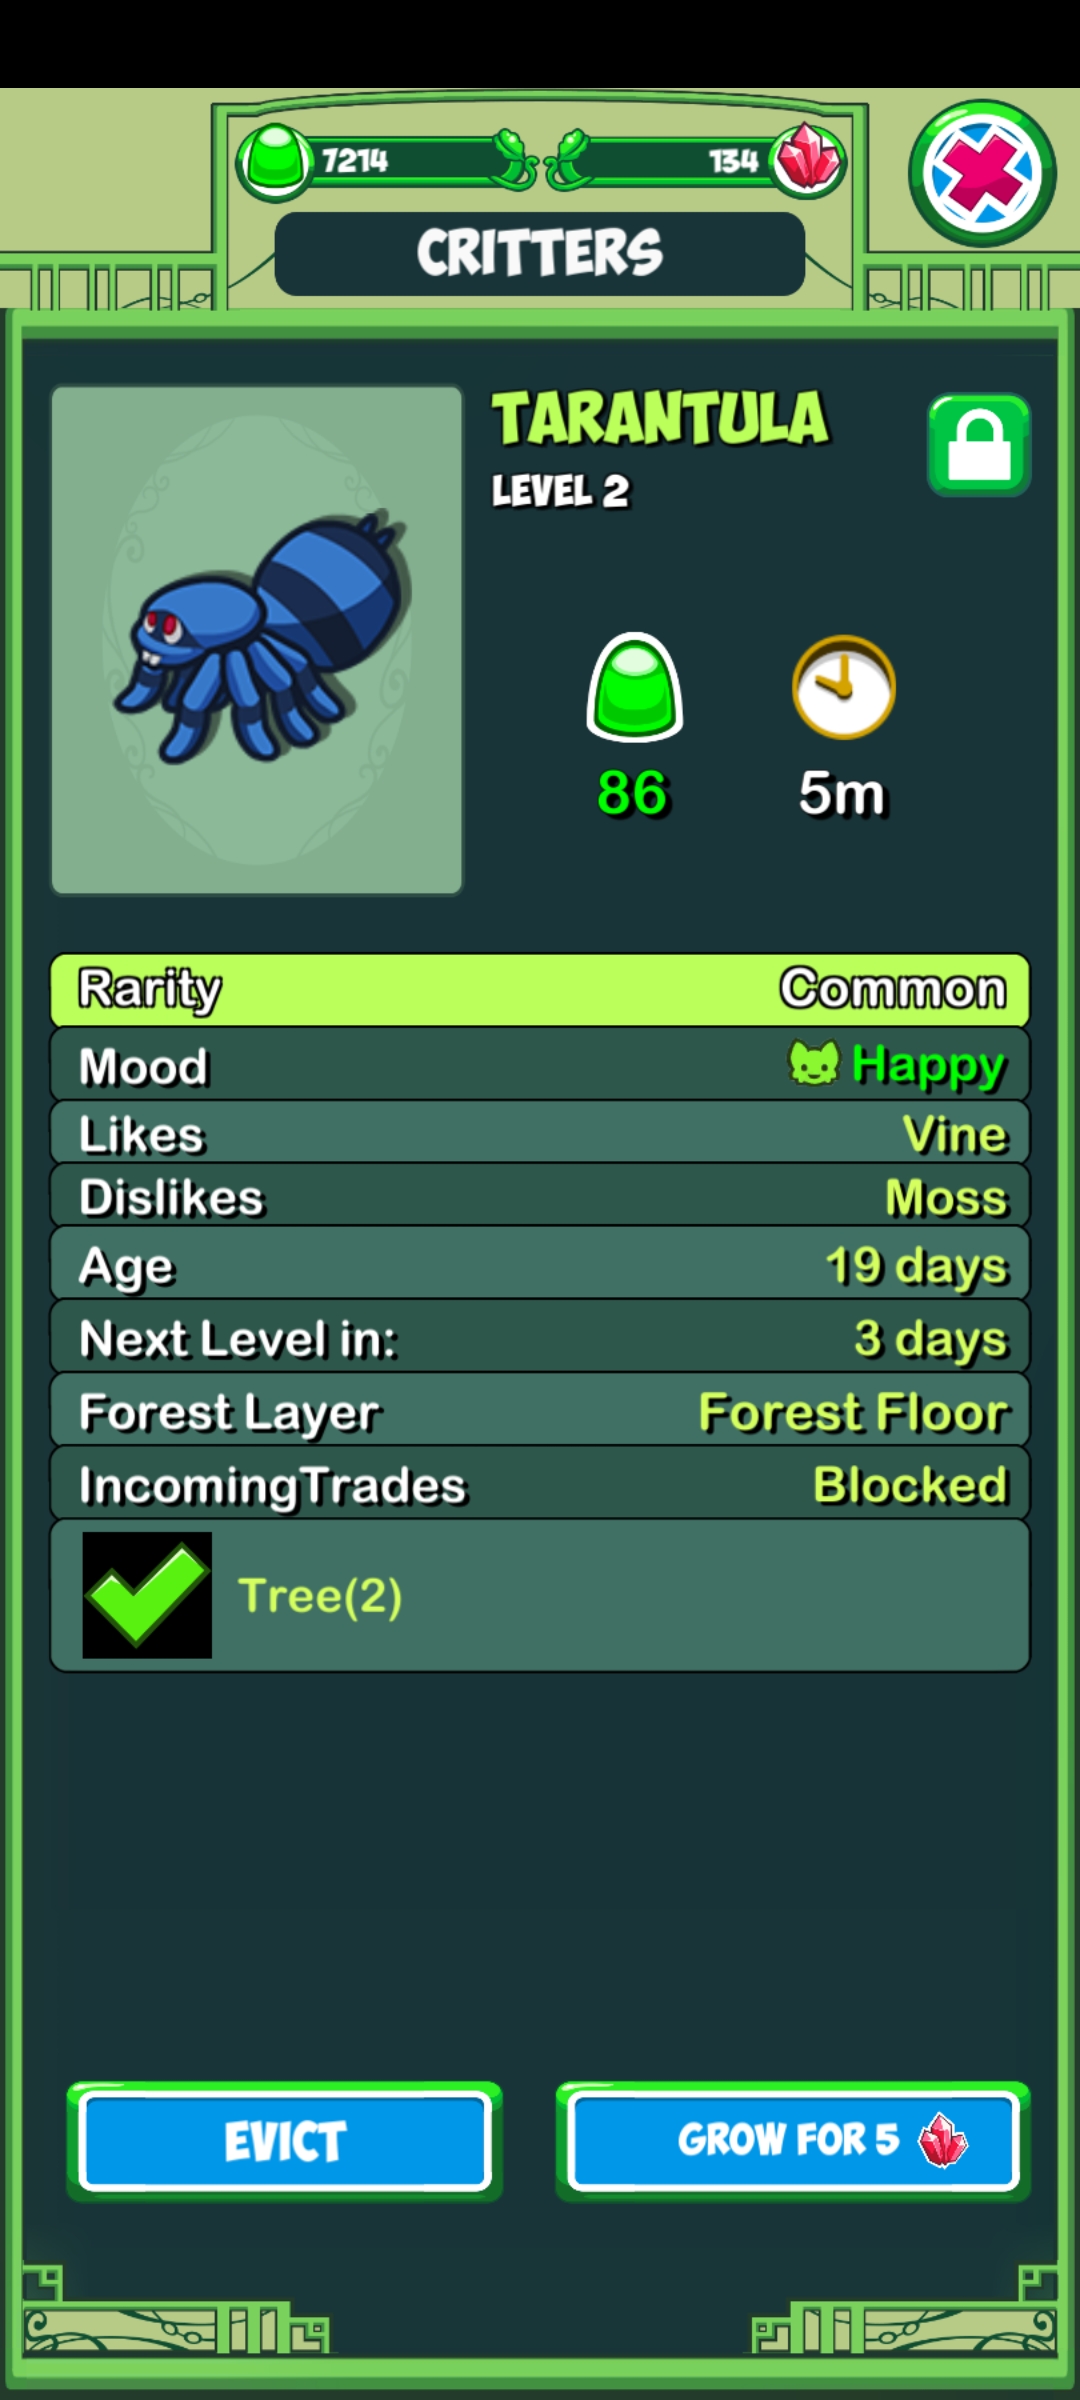 7214
134
CRITTERS
TARANTULA
LEVEL 2
86
5m
Rarity Common
Mood Happy
Likes Vine
Dislikes Moss
Age 19 days
Next Level in: 3 days
Forest Layer Forest Floor
IncomingTrades Blocked
Tree(2)
EVICT
GROW FOR 5